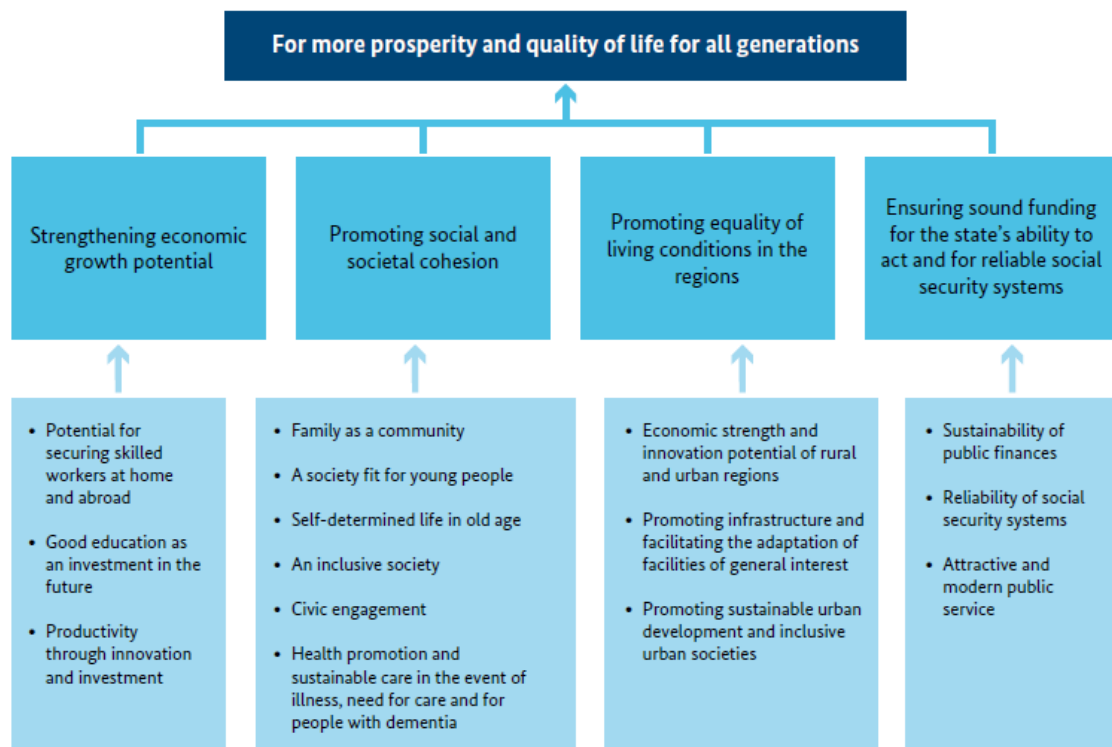 For more prosperity and quality of life for all generations
Strengthening economic
growth potential
Promoting social and
societal cohesion
Promoting equality of
living conditions in the
regions
Ensuring sound funding
for the state’s ability to
act and for reliable social
security systems
• Potential for
securing skilled
workers at home
and abroad
• Good education as
an investment in the
future
• Productivity
through innovation
and investment
• Family as a community
• A society fit for young people
• Self-determined life in old age
• An inclusive society
• Civic engagement
• Health promotion and
sustainable care in the event of
illness, need for care and for
people with dementia
• Economic strength and
innovation potential of rural
and urban regions
• Promoting infrastructure and
facilitating the adaptation of
facilities of general interest
• Promoting sustainable urban
development and inclusive
urban societies
• Sustainability of
public finances
• Reliability of social
security systems
• Attractive and
modern public
service